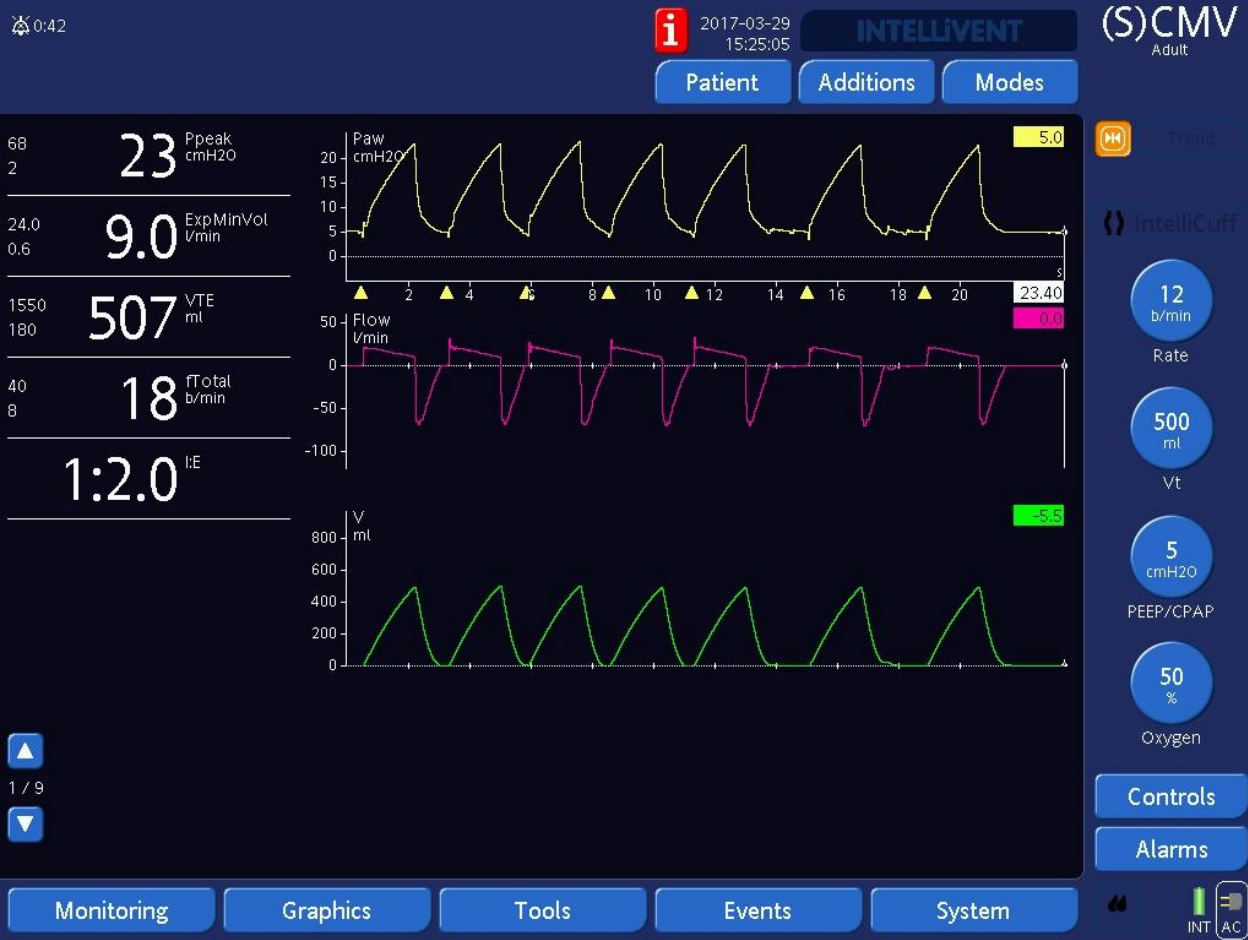 0:42
i
2017-03-29
15:25:05
INTELLiVENT
(S)CMV
Adult
Patient
Additions
Modes
68
2
23
Ppeak
cmH2O
24.0
0.6
9.0
ExpMinVol
l/min
1550
180
507
VTE
ml
40
8
18
fTotal
b/min
1:2.0
I:E
Paw
cmH2O
5.0
20
15
10
5
0
s
2 4 6 8 10 12 14 16 18 20
23.40
Flow
l/min
0.0
50
0
-50
-100
V
ml
-5.5
800
600
400
200
0
Trend
IntelliCuff
12
b/min
Rate
500
ml
Vt
5
cmH2O
PEEP/CPAP
50
%
Oxygen
1 / 9
Controls
Alarms
Monitoring
Graphics
Tools
Events
System
INT
AC